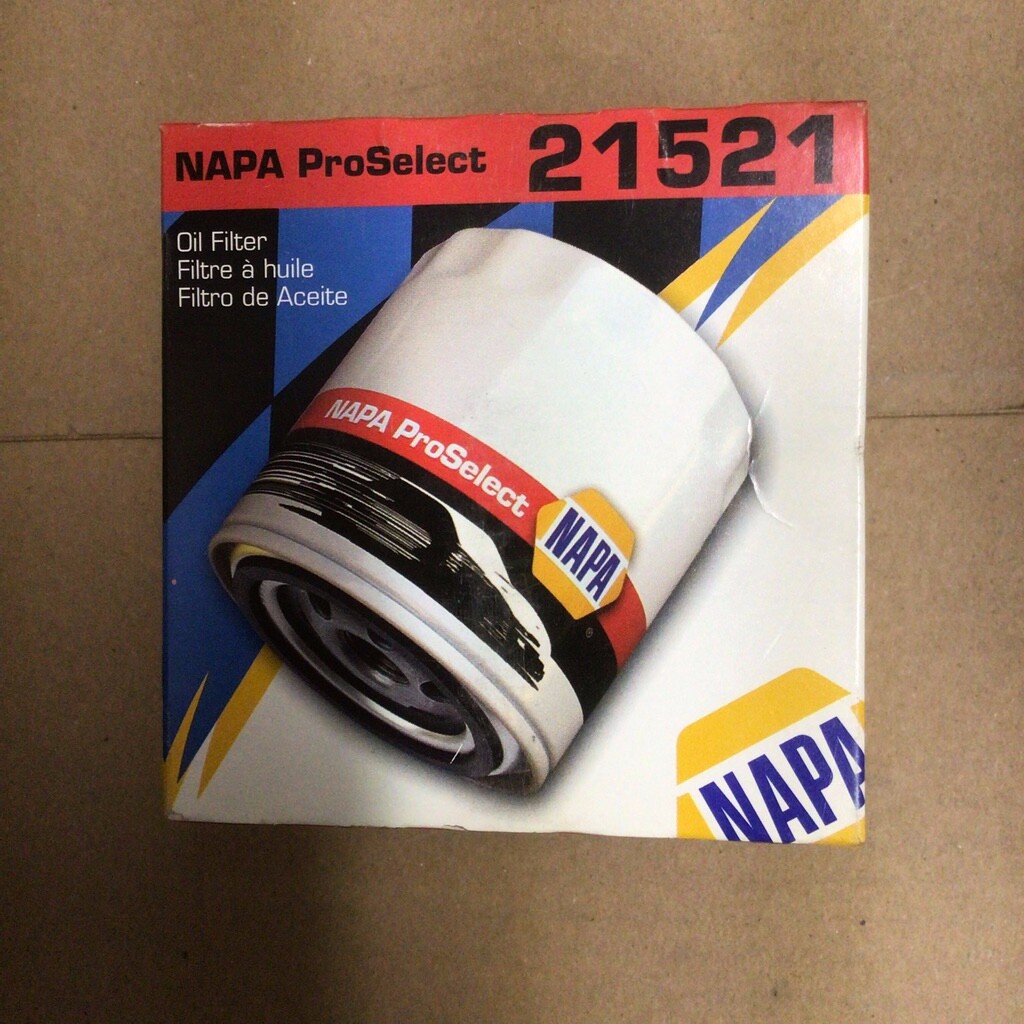 NAPA ProSelect 21521
Oil Filter
Filtre à huile
Filtro de Aceite
NAPA ProSelect
NAPA
®
NAPA